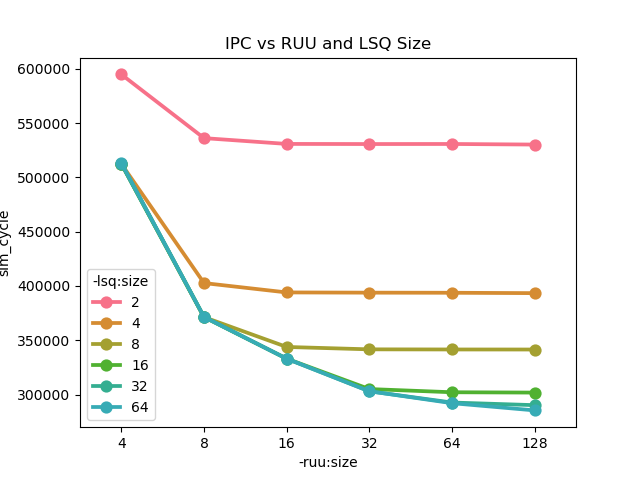 IPC vs RUU and LSQ Size
600000
550000
500000
450000
400000
350000
300000
sim_cycle
-lsq:size
2
4
8
16
32
64
4 8 16 32 64 128
-ruu:size